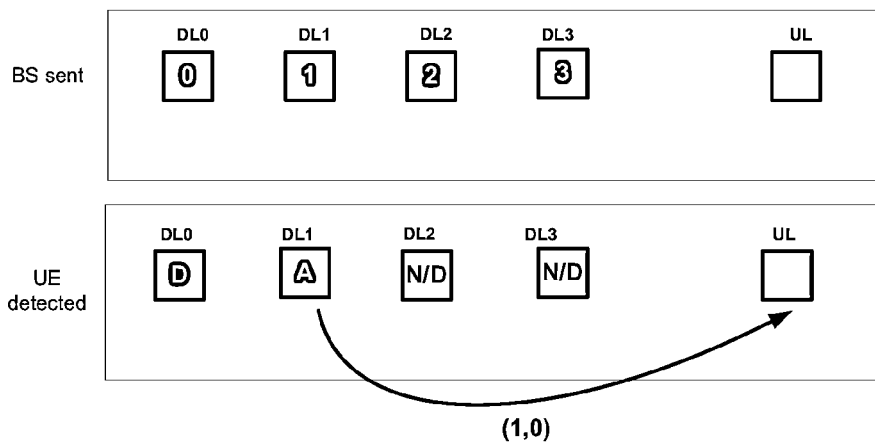 DL0 DL1 DL2 DL3 UL
BS sent 0 1 2 3
DL0 DL1 DL2 DL3 UL
UE detected D A N/D N/D
(1,0)